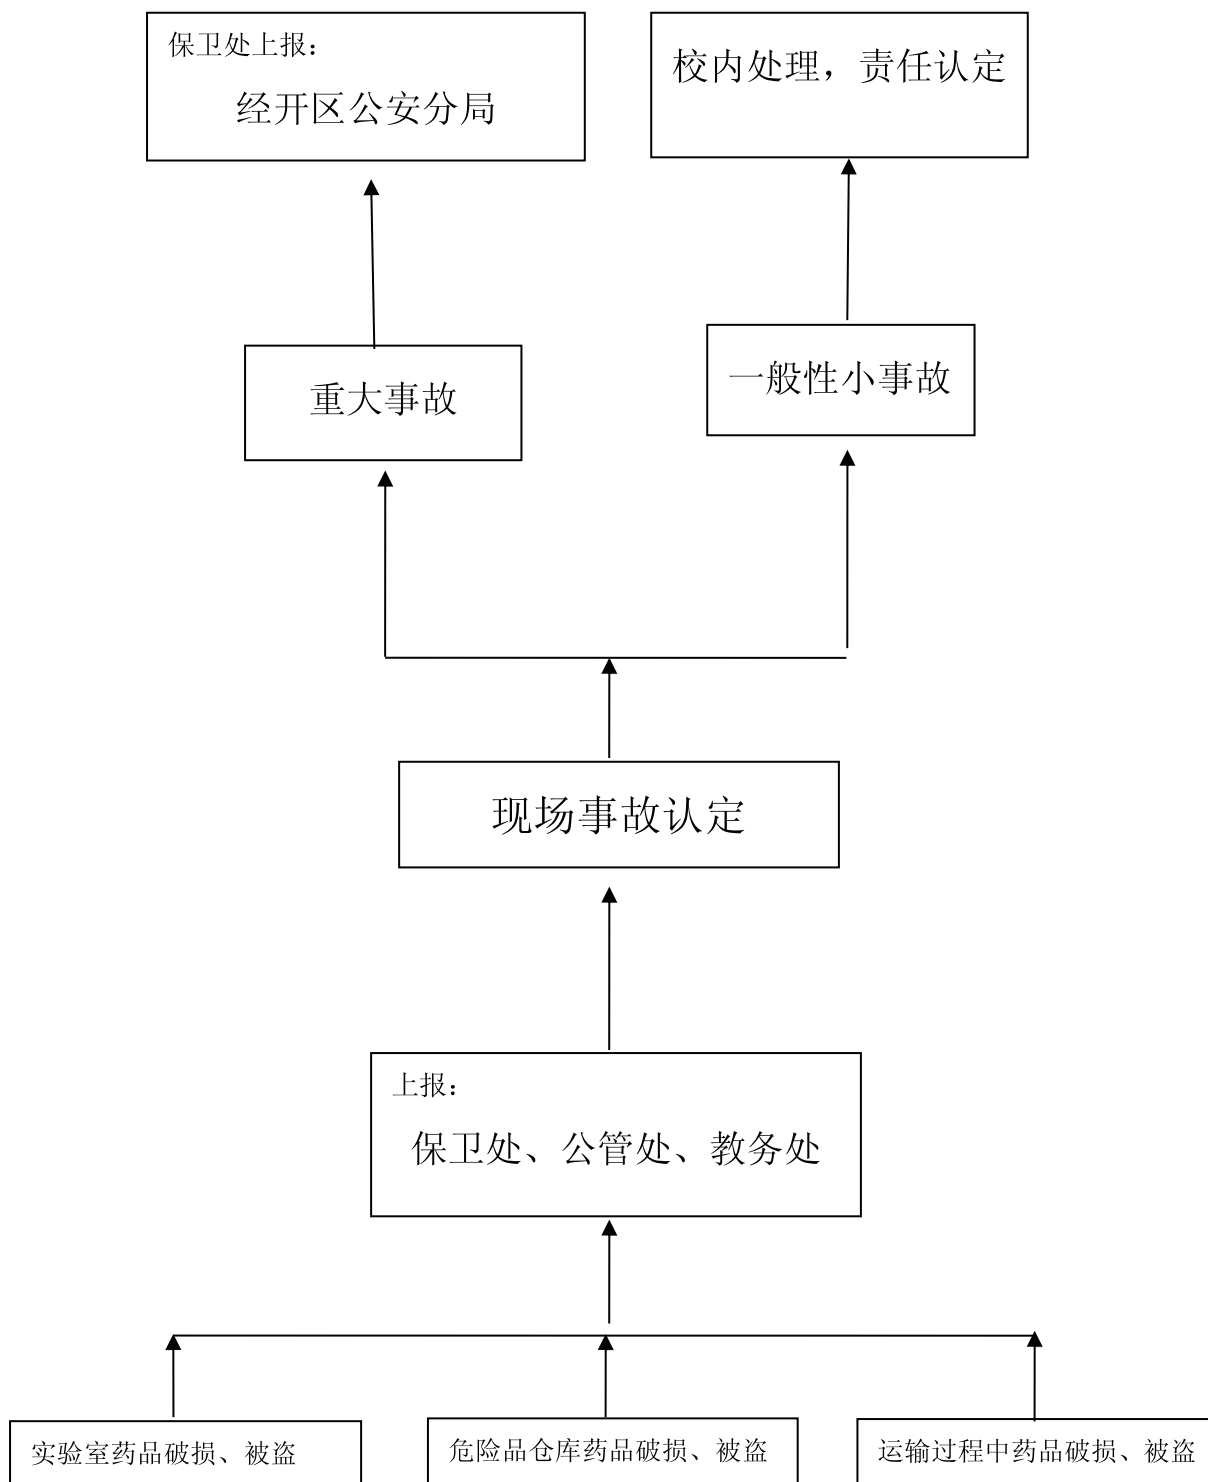 保卫处上报：
经开区公安分局
校内处理，责任认定
重大事故
一般性小事故
现场事故认定
上报：
保卫处、公管处、教务处
实验室药品破损、被盗
危险品仓库药品破损、被盗
运输过程中药品破损、被盗